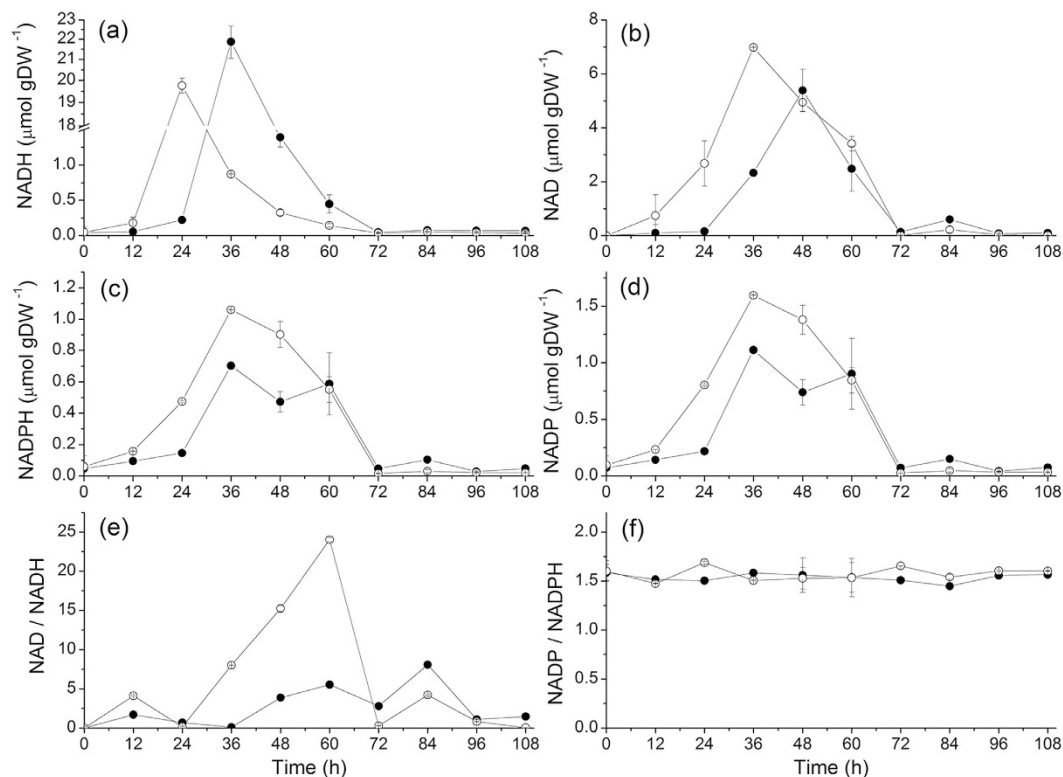 (a)
NADH (μmol gDW⁻¹)
23
22
21
20
19
18
1.0
0.5
0.0
0 12 24 36 48 60 72 84 96 108
(b)
NAD (μmol gDW⁻¹)
8
6
4
2
0
0 12 24 36 48 60 72 84 96 108
(c)
NADPH (μmol gDW⁻¹)
1.2
1.0
0.8
0.6
0.4
0.2
0.0
0 12 24 36 48 60 72 84 96 108
(d)
NADP (μmol gDW⁻¹)
1.5
1.0
0.5
0.0
0 12 24 36 48 60 72 84 96 108
(e)
NAD / NADH
25
20
15
10
5
0
0 12 24 36 48 60 72 84 96 108
Time (h)
(f)
NADP / NADPH
2.0
1.5
1.0
0.5
0.0
0 12 24 36 48 60 72 84 96 108
Time (h)